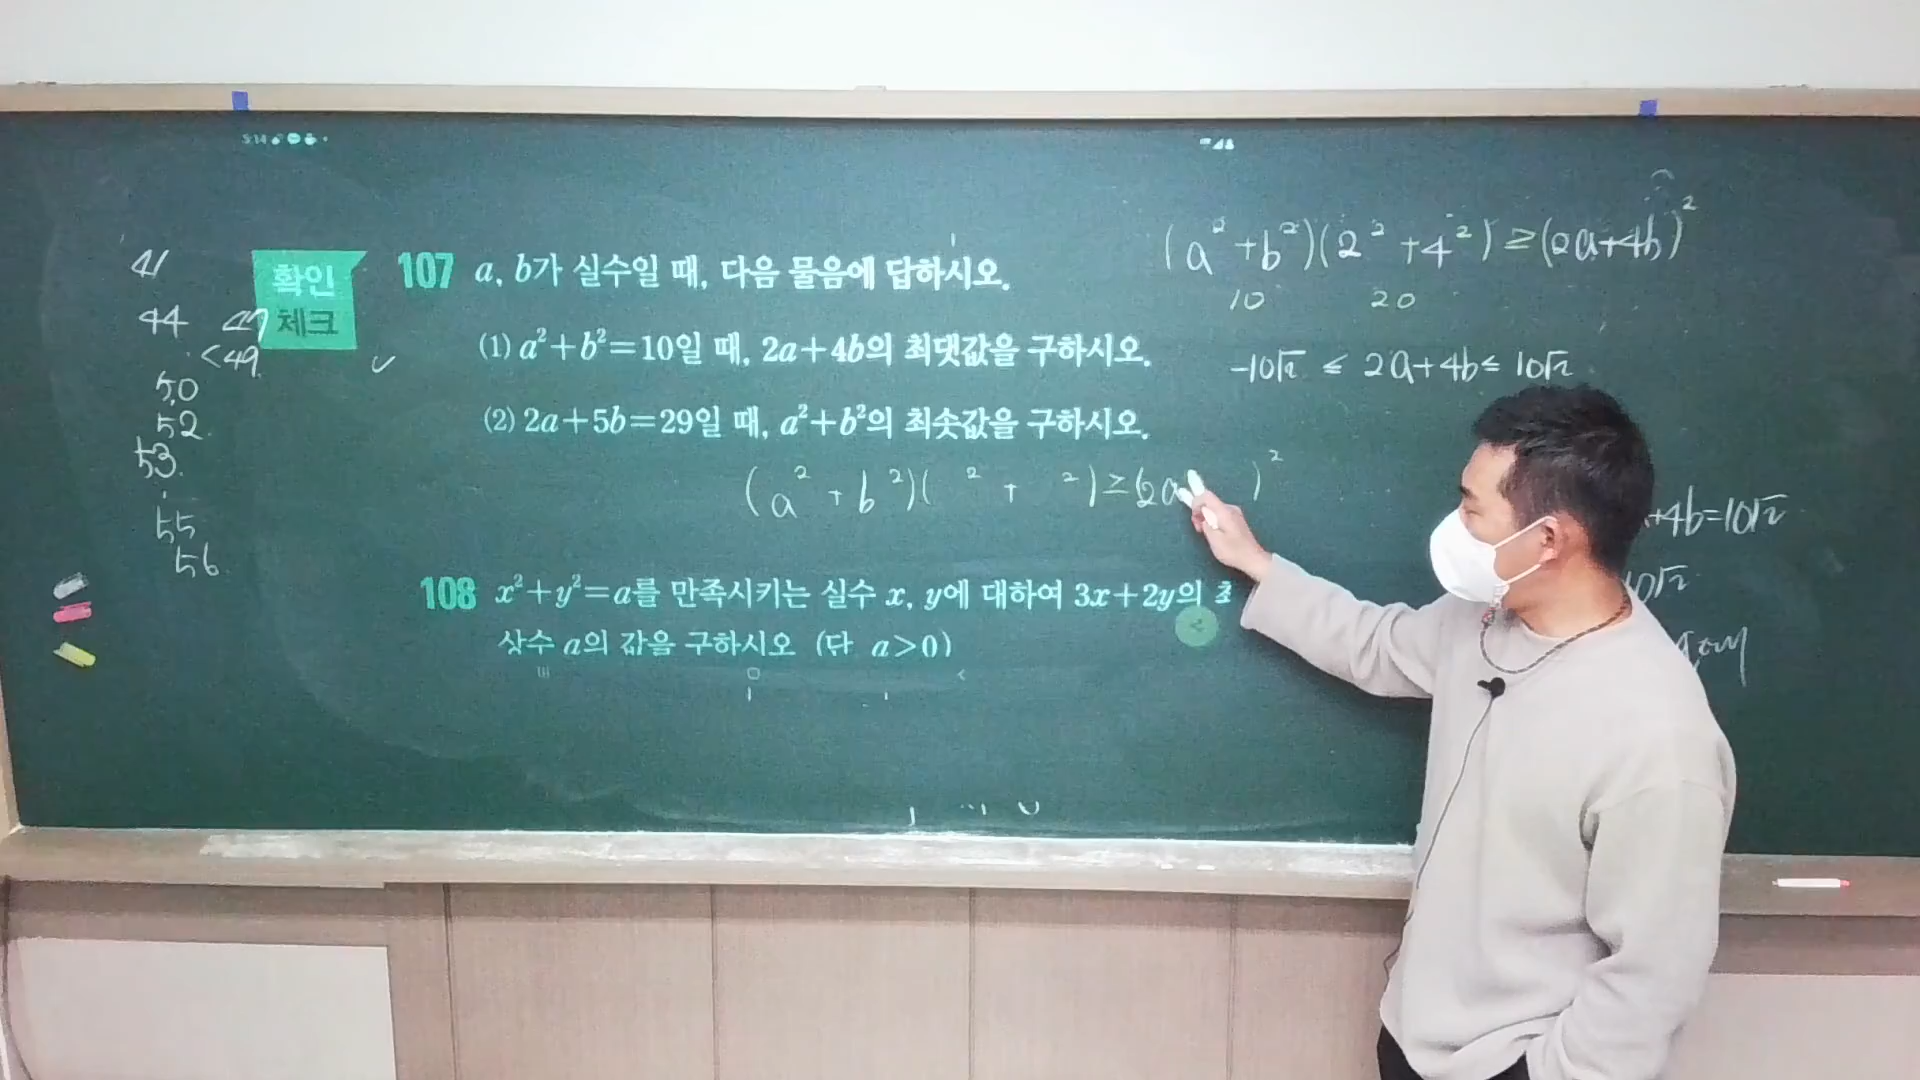 5:14
41
44 47
<49
50
52
53
55
56
확인
체크
107 a, b가 실수일 때, 다음 물음에 답하시오.
(1) a²+b²=10일 때, 2a+4b의 최댓값을 구하시오.
(2) 2a+5b=29일 때, a²+b²의 최솟값을 구하시오.
(a² + b²)( ² + ²) ≥ (2a )²
108 x²+y²=a를 만족시키는 실수 x, y에 대하여 3x+2y의 최
상수 a의 값을 구하시오 (단 a>0)
(a²+b²)(2²+4²)≥(2a+4b)²
10 20
-10√2 ≤ 2a+4b ≤ 10√2
+4b=10√2
10√2